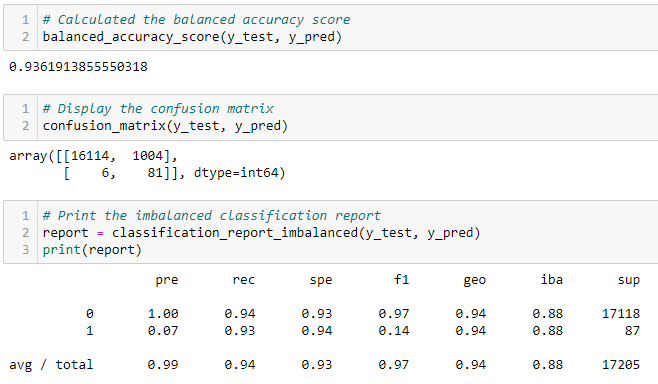 1 # Calculated the balanced accuracy score
2 balanced_accuracy_score(y_test, y_pred)
0.9361913855550318
1 # Display the confusion matrix
2 confusion_matrix(y_test, y_pred)
array([[16114, 1004],
[ 6, 81]], dtype=int64)
1 # Print the imbalanced classification report
2 report = classification_report_imbalanced(y_test, y_pred)
3 print(report)
pre rec spe f1 geo iba sup
0 1.00 0.94 0.93 0.97 0.94 0.88 17118
1 0.07 0.93 0.94 0.14 0.94 0.88 87
avg / total 0.99 0.94 0.93 0.97 0.94 0.88 17205